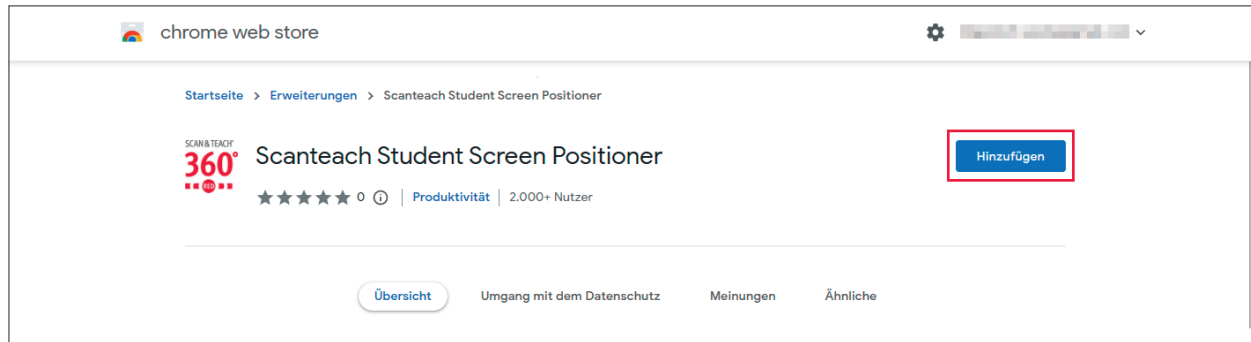 chrome web store
Startseite > Erweiterungen > Scanteach Student Screen Positioner
SCAN&TEACH
360°
RED
Scanteach Student Screen Positioner
Hinzufügen
0 | Produktivität | 2.000+ Nutzer
Übersicht Umgang mit dem Datenschutz Meinungen Ähnliche